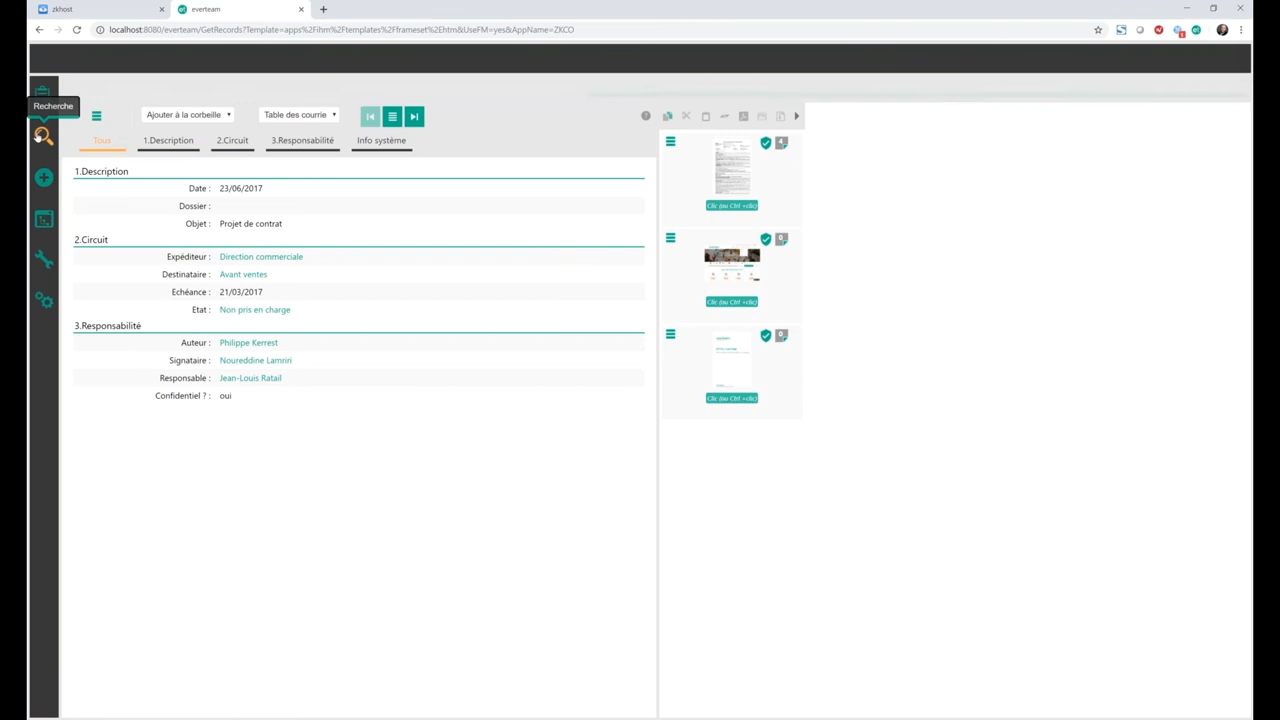 zkhost
everteam
localhost:8080/everteam/GetRecords?Template=apps%2Fihm%2Ftemplates%2Fframeset%2Ehtm&UseFM=yes&AppName=ZKCO
Recherche
Ajouter à la corbeille
Table des courrie
Tous
1.Description
2.Circuit
3.Responsabilité
Info système
1.Description
Date : 23/06/2017
Dossier :
Objet : Projet de contrat
2.Circuit
Expéditeur : Direction commerciale
Destinataire : Avant ventes
Echéance : 21/03/2017
Etat : Non pris en charge
3.Responsabilité
Auteur : Philippe Kerrest
Signataire : Noureddine Lamriri
Responsable : Jean-Louis Ratail
Confidentiel ? : oui
4
Clic (ou Ctrl +clic)
0
Clic (ou Ctrl +clic)
0
Clic (ou Ctrl +clic)